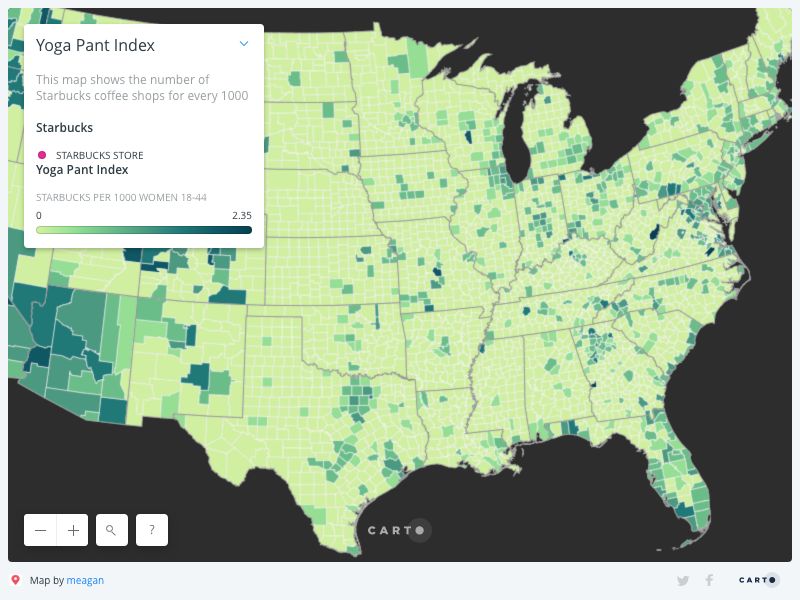 Yoga Pant Index
This map shows the number of
Starbucks coffee shops for every 1000
Starbucks
STARBUCKS STORE
Yoga Pant Index
STARBUCKS PER 1000 WOMEN 18-44
0 2.35
CARTO
?
Map by meagan
CARTO